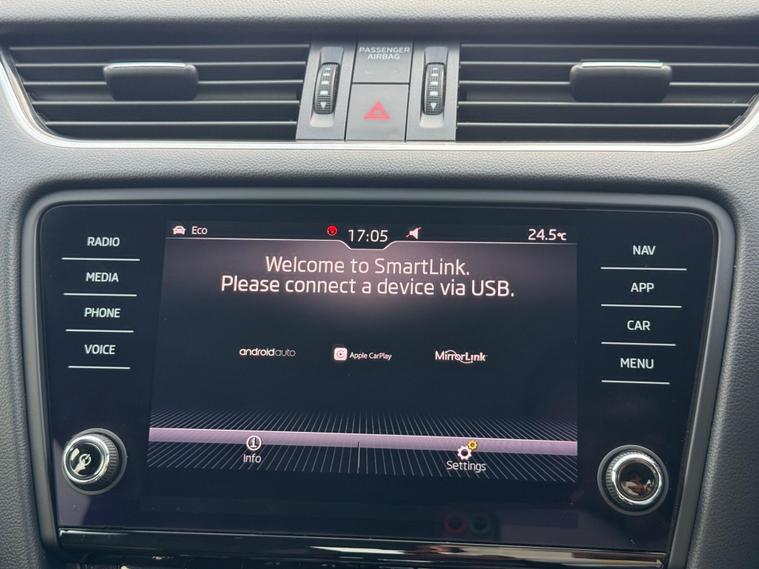 PASSENGER
AIRBAG
RADIO
MEDIA
PHONE
VOICE
Eco
17:05
24.5°C
Welcome to SmartLink.
Please connect a device via USB.
androidauto
Apple CarPlay
MirrorLink
Info
Settings
NAV
APP
CAR
MENU